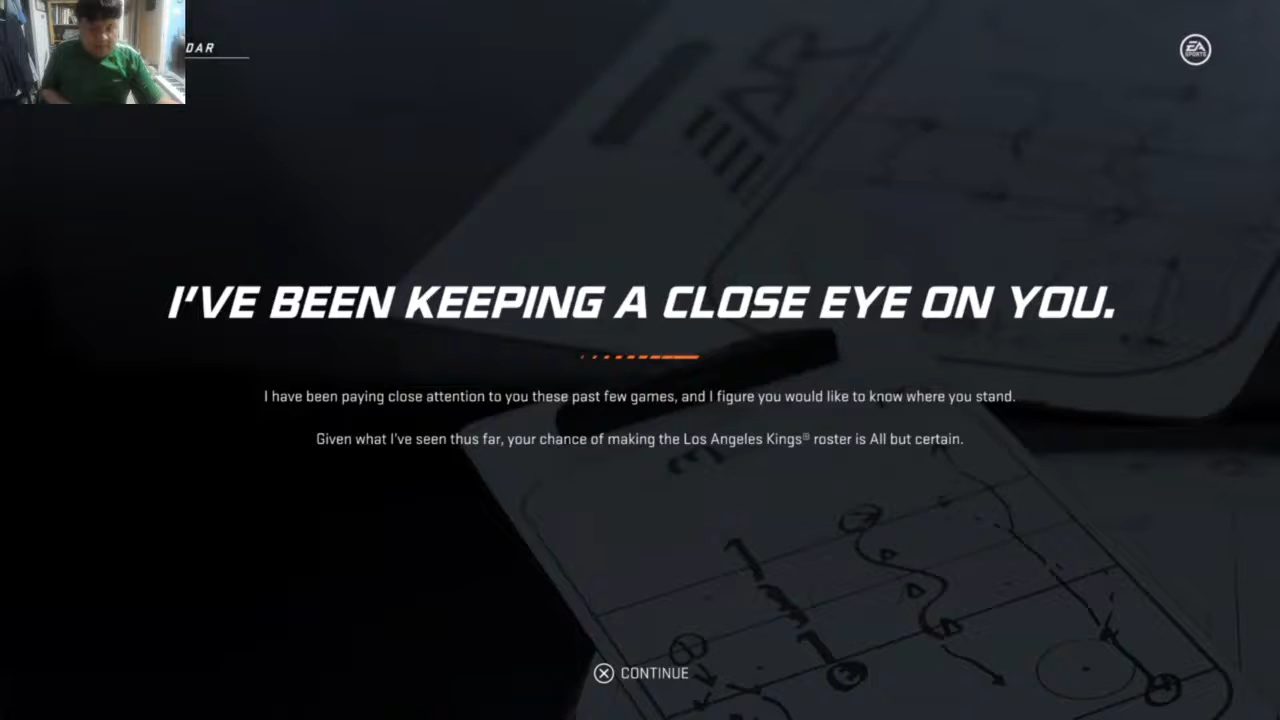 DAR
EA
SPORTS
I'VE BEEN KEEPING A CLOSE EYE ON YOU.
I have been paying close attention to you these past few games, and I figure you would like to know where you stand.
Given what I've seen thus far, your chance of making the Los Angeles Kings® roster is All but certain.
CONTINUE